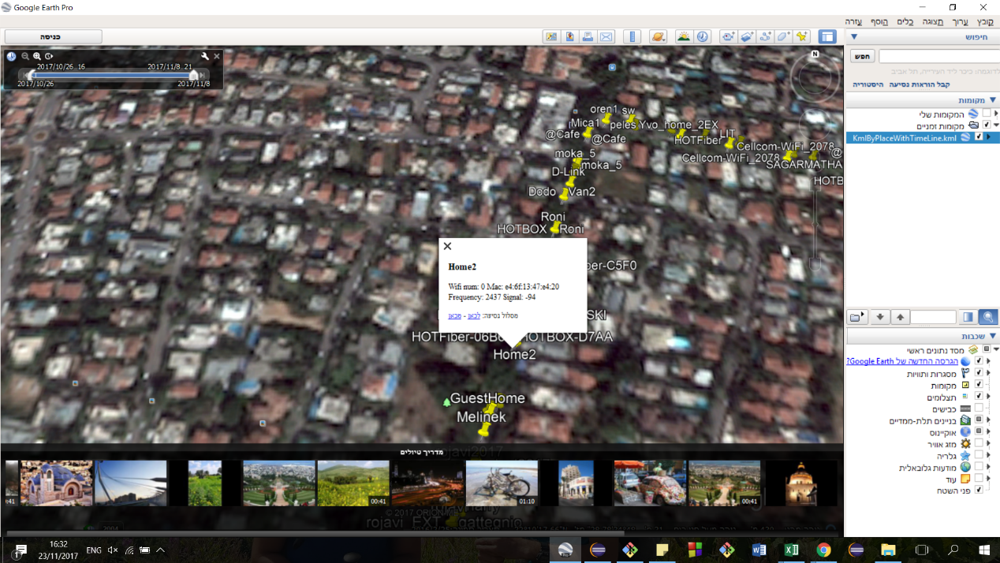 Google Earth Pro
קובץ ערוך תצוגה כלים הוסף עזרה
כניסה
חיפוש
חפש
לדוגמה: כיכר ליד העירייה, תל אביב
קבל הוראות נסיעה היסטוריה
מקומות
המקומות שלי
מקומות זמניים
KmlByPlaceWithTimeLine.kml
2017/10/26 16
2017/11/8 21
2017/10/26
2017/11/8
N
oren1 sw
Mica1 peles Yvo_home_2EX
@Cafe @Cafe
HOTFiber LIT
Cellcom-WiFi_2078
Cellcom-WiFi_2078 @
SAGARMATHA
HOTB
moka_5
moka_5
D-Link
Dodo Van2
Roni
HOTBOX Roni
ber-C5F0
Home2
Wifi num: 0 Mac: e4:6f:13:47:e4:20
Frequency: 2437 Signal: -94
מסלול נסיעה: לכאן - מכאן
SKI
HOTFiber-06B0 HOTBOX-D7AA
Home2
GuestHome
Melinek
rojavi2017
מדריך טיולים
:41
00:41
01:10
00:41
© 2017 ORION ME
rojavi_EXT gattegnio
שכבות
מסד נתונים ראשי
הגרסה החדשה של Google Earth?
מסגרות ותוויות
מקומות
תצלומים
כבישים
בניינים תלת-ממדיים
אוקיינוס
מזג אוויר
גלריה
מודעות גלובאלית
עוד
פני השטח
1
16:32
23/11/2017
ENG